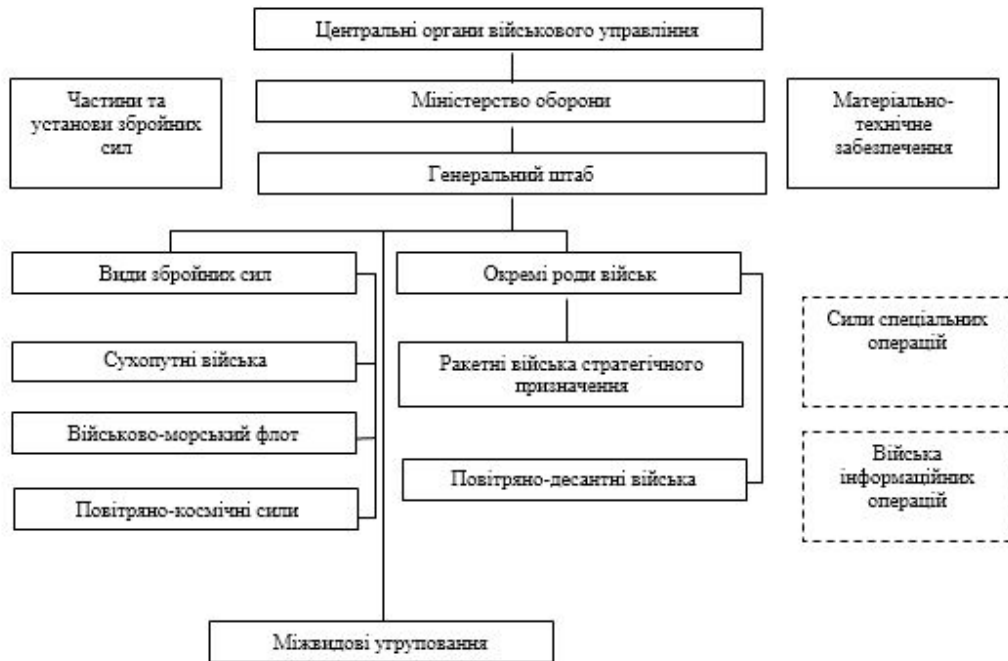 Центральні органи військового управління
Частини та
установи збройних
сил
Міністерство оборони
Матеріально-
технічне
забезпечення
Генеральний штаб
Види збройних сил
Окремі роди військ
Сили спеціальних
операцій
Сухопутні війська
Ракетні війська стратегічного
призначення
Військово-морський флот
Війська
інформаційних
операцій
Повітряно-десантні війська
Повітряно-космічні сили
Міжвидові угруповання